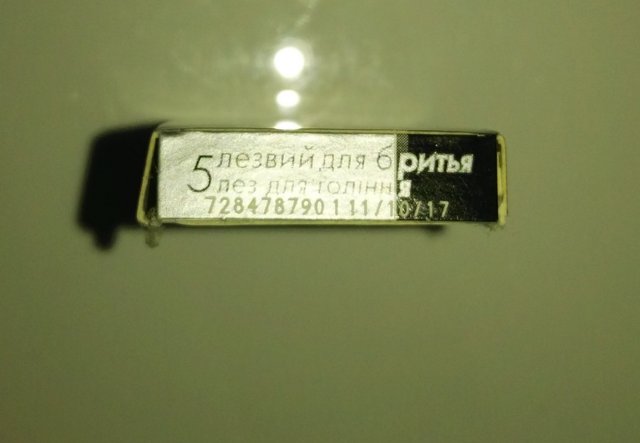 5 лезвий для бритья
лез для гоління
728478790 1 11/10/17